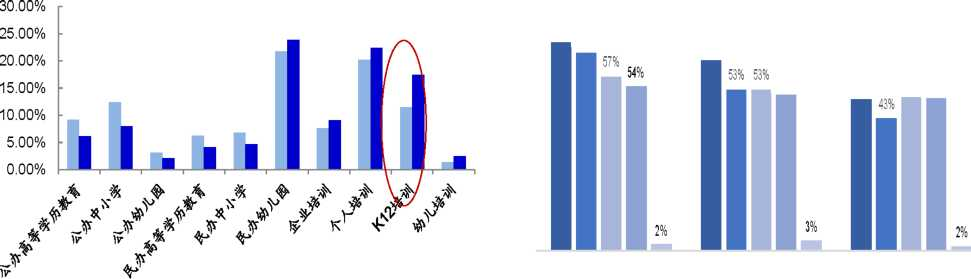 30.00%
25.00%
20.00%
15.00%
10.00%
5.00%
0.00%
公办高等学历教育
公办中小学
公办幼儿园
民办高等学历教育
民办中小学
民办幼儿园
企业培训
个人培训
K12培训
幼儿培训
57%
54%
2%
53%
53%
3%
43%
2%